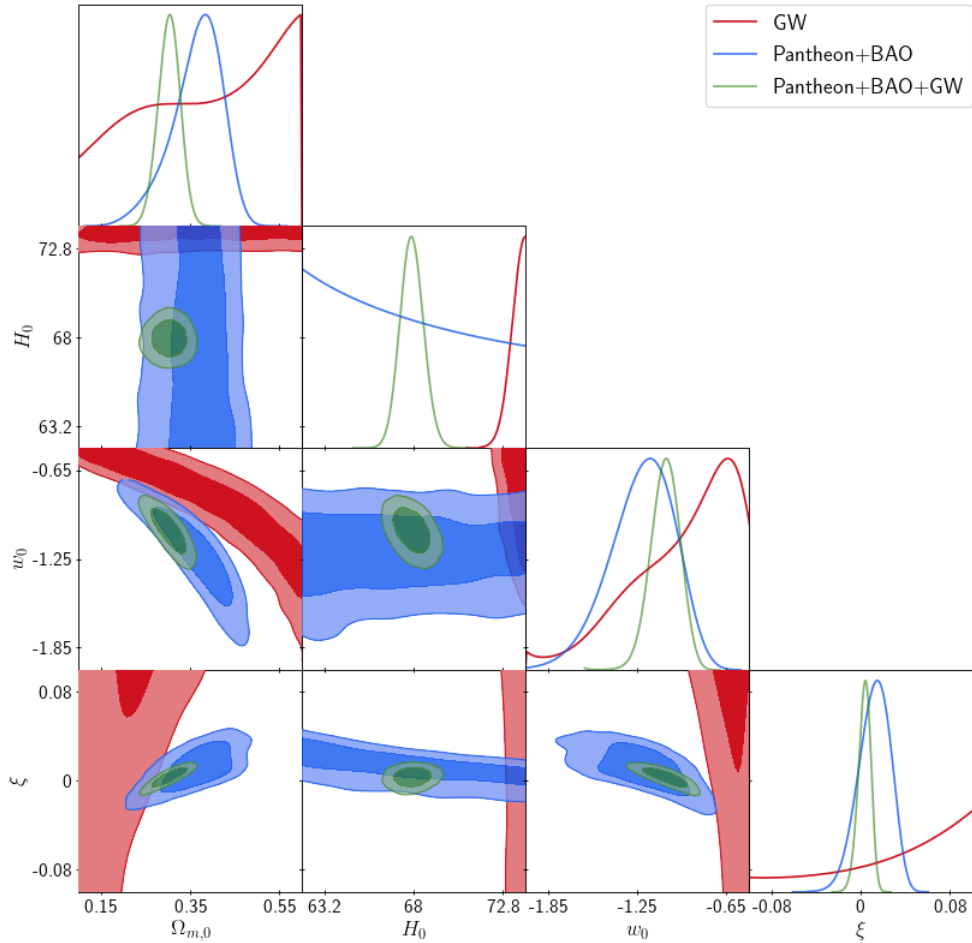 GW
Pantheon+BAO
Pantheon+BAO+GW
72.8
H₀
68
63.2
-0.65
w₀
-1.25
-1.85
0.08
ξ
0
-0.08
0.15 0.35 0.55 63.2 68 72.8 -1.85 -1.25 -0.65 -0.08 0 0.08
Ωₘ,₀ H₀ w₀ ξ